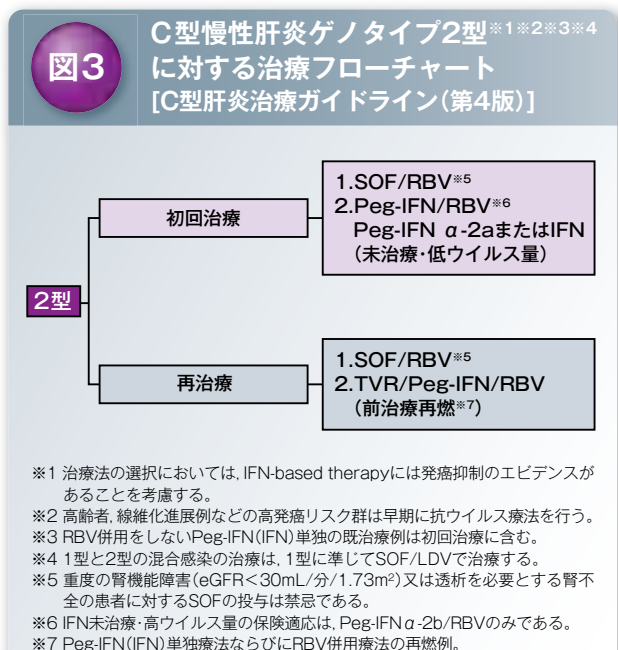 図3
C型慢性肝炎ゲノタイプ2型※1※2※3※4
に対する治療フローチャート
[C型肝炎治療ガイドライン(第4版)]
2型
初回治療
1.SOF/RBV※5
2.Peg-IFN/RBV※6
Peg-IFN α-2aまたはIFN
(未治療・低ウイルス量)
再治療
1.SOF/RBV※5
2.TVR/Peg-IFN/RBV
(前治療再燃※7)
※1 治療法の選択においては,IFN-based therapyには発癌抑制のエビデンスが
あることを考慮する。
※2 高齢者,線維化進展例などの高発癌リスク群は早期に抗ウイルス療法を行う。
※3 RBV併用をしないPeg-IFN(IFN)単独の既治療例は初回治療に含む。
※4 1型と2型の混合感染の治療は,1型に準じてSOF/LDVで治療する。
※5 重度の腎機能障害(eGFR<30mL/分/1.73m²)又は透析を必要とする腎不
全の患者に対するSOFの投与は禁忌である。
※6 IFN未治療・高ウイルス量の保険適応は,Peg-IFNα-2b/RBVのみである。
※7 Peg-IFN(IFN)単独療法ならびにRBV併用療法の再燃例。